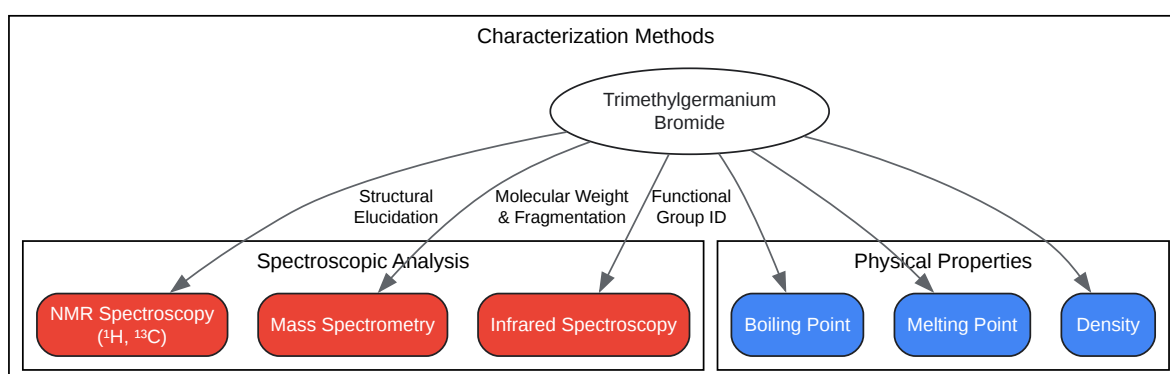 Characterization Methods
Trimethylgermanium
Bromide
Structural
Elucidation
Molecular Weight
& Fragmentation
Functional
Group ID
Spectroscopic Analysis
Physical Properties
NMR Spectroscopy
(¹H, ¹³C)
Mass Spectrometry
Infrared Spectroscopy
Boiling Point
Melting Point
Density